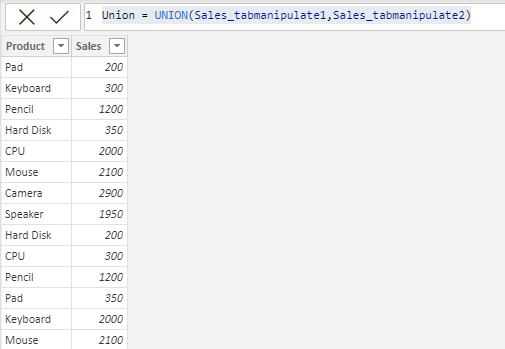 1 Union = UNION(Sales_tabmanipulate1,Sales_tabmanipulate2)
Product Sales
Pad 200
Keyboard 300
Pencil 1200
Hard Disk 350
CPU 2000
Mouse 2100
Camera 2900
Speaker 1950
Hard Disk 200
CPU 300
Pencil 1200
Pad 350
Keyboard 2000
Mouse 2100